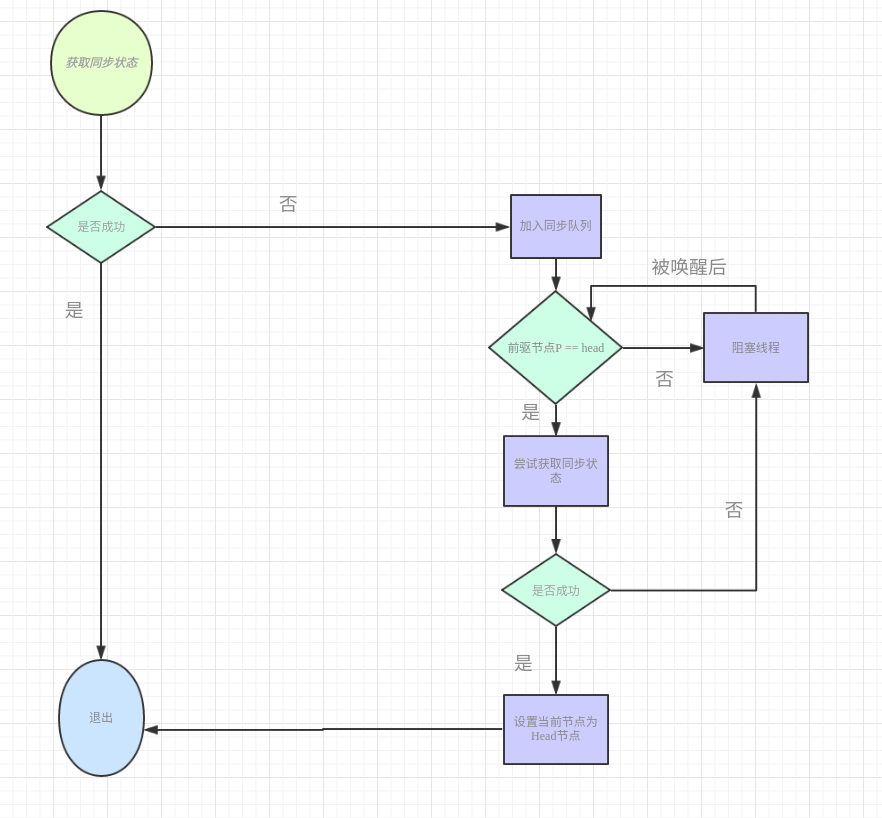 获取同步状态
是否成功
否
加入同步队列
被唤醒后
是
前驱节点P == head
阻塞线程
否
是
尝试获取同步状
态
否
是否成功
是
退出
设置当前节点为
Head节点